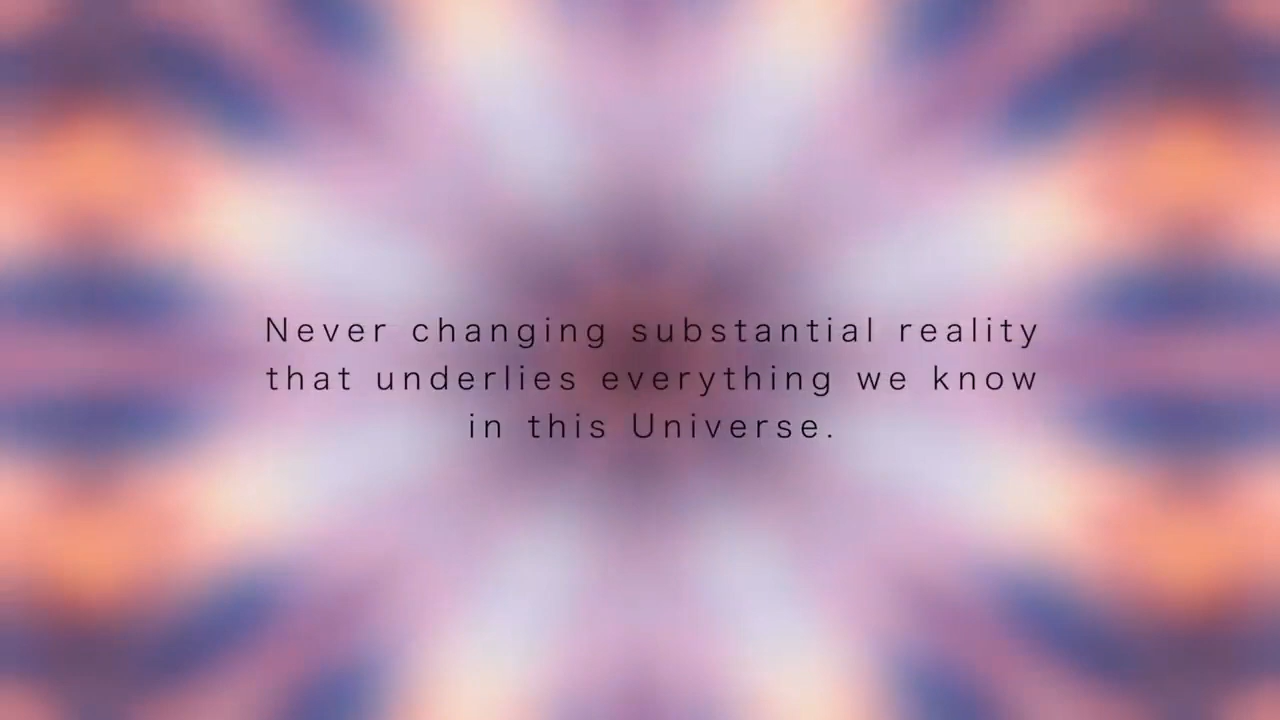 Never changing substantial reality
that underlies everything we know
in this Universe.